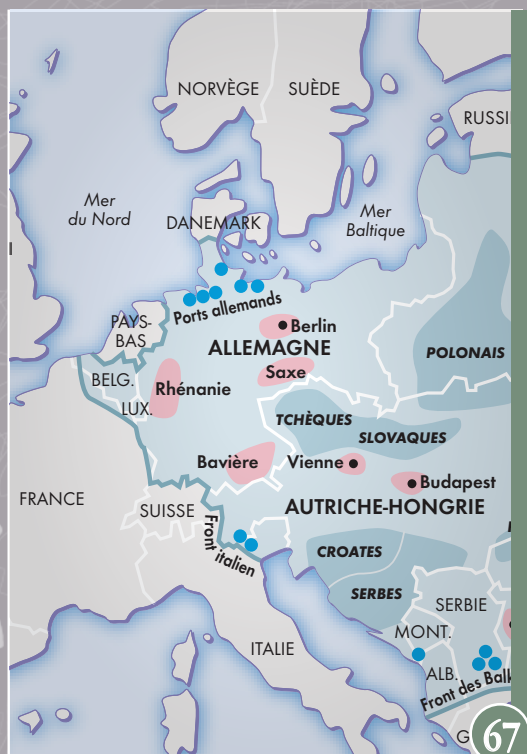 NORVÈGE
SUÈDE
RUSSI
Mer
du Nord
DANEMARK
Mer
Baltique
Ports allemands
PAYS-
BAS
Berlin
ALLEMAGNE
POLONAIS
BELG.
Rhénanie
Saxe
LUX.
TCHÈQUES
SLOVAQUES
Bavière
Vienne
Budapest
FRANCE
SUISSE
AUTRICHE-HONGRIE
Front
italien
CROATES
SERBES
SERBIE
MONT.
ITALIE
ALB.
Front des Balk
G
67